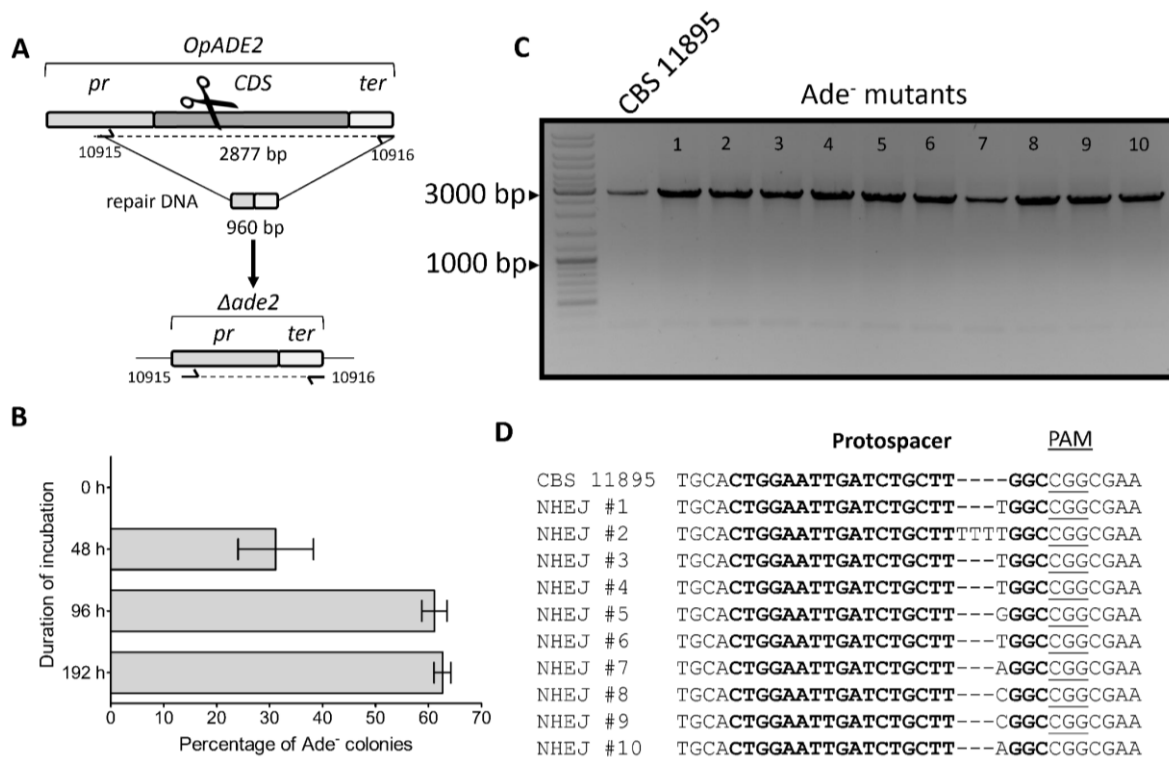 A
OpADE2
pr CDS ter
10915 2877 bp 10916
repair DNA
960 bp
Δade2
pr ter
10915 10916
B
Duration of incubation
0 h
48 h
96 h
192 h
0 10 20 30 40 50 60 70
Percentage of Ade⁻ colonies
C
CBS 11895
Ade⁻ mutants
1 2 3 4 5 6 7 8 9 10
3000 bp
1000 bp
D
Protospacer PAM
CBS 11895 TGCACTGGAATTGATCTGCTT----GGCCGGCGAA
NHEJ #1 TGCACTGGAATTGATCTGCTT---TGGCCGGCGAA
NHEJ #2 TGCACTGGAATTGATCTGCTTTTTTGGCCGGCGAA
NHEJ #3 TGCACTGGAATTGATCTGCTT---TGGCCGGCGAA
NHEJ #4 TGCACTGGAATTGATCTGCTT---TGGCCGGCGAA
NHEJ #5 TGCACTGGAATTGATCTGCTT---GGGCCGGCGAA
NHEJ #6 TGCACTGGAATTGATCTGCTT---TGGCCGGCGAA
NHEJ #7 TGCACTGGAATTGATCTGCTT---AGGCCGGCGAA
NHEJ #8 TGCACTGGAATTGATCTGCTT---CGGCCGGCGAA
NHEJ #9 TGCACTGGAATTGATCTGCTT---CGGCCGGCGAA
NHEJ #10 TGCACTGGAATTGATCTGCTT---AGGCCGGCGAA